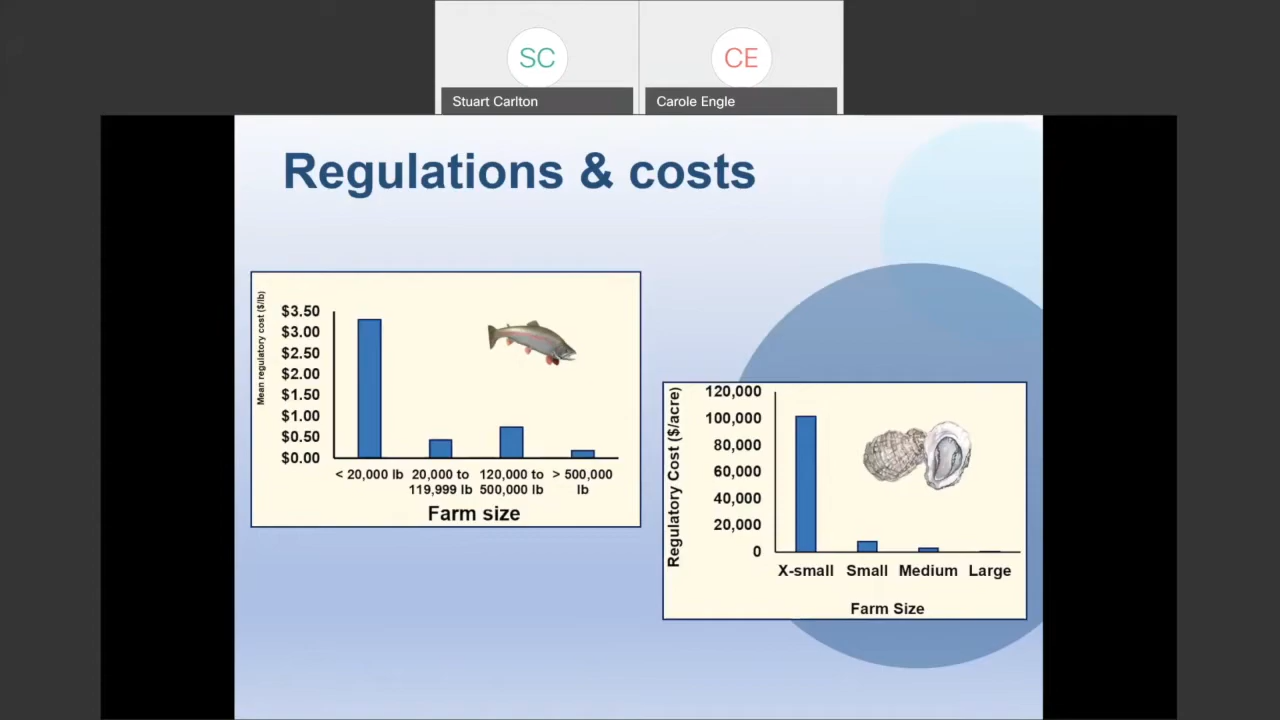 SC
CE
Stuart Carlton
Carole Engle
Regulations & costs
Mean regulatory cost ($/lb)
$3.50
$3.00
$2.50
$2.00
$1.50
$1.00
$0.50
$0.00
< 20,000 lb
20,000 to
119,999 lb
120,000 to
500,000 lb
> 500,000
lb
Farm size
Regulatory Cost ($/acre)
120,000
100,000
80,000
60,000
40,000
20,000
0
X-small
Small
Medium
Large
Farm Size